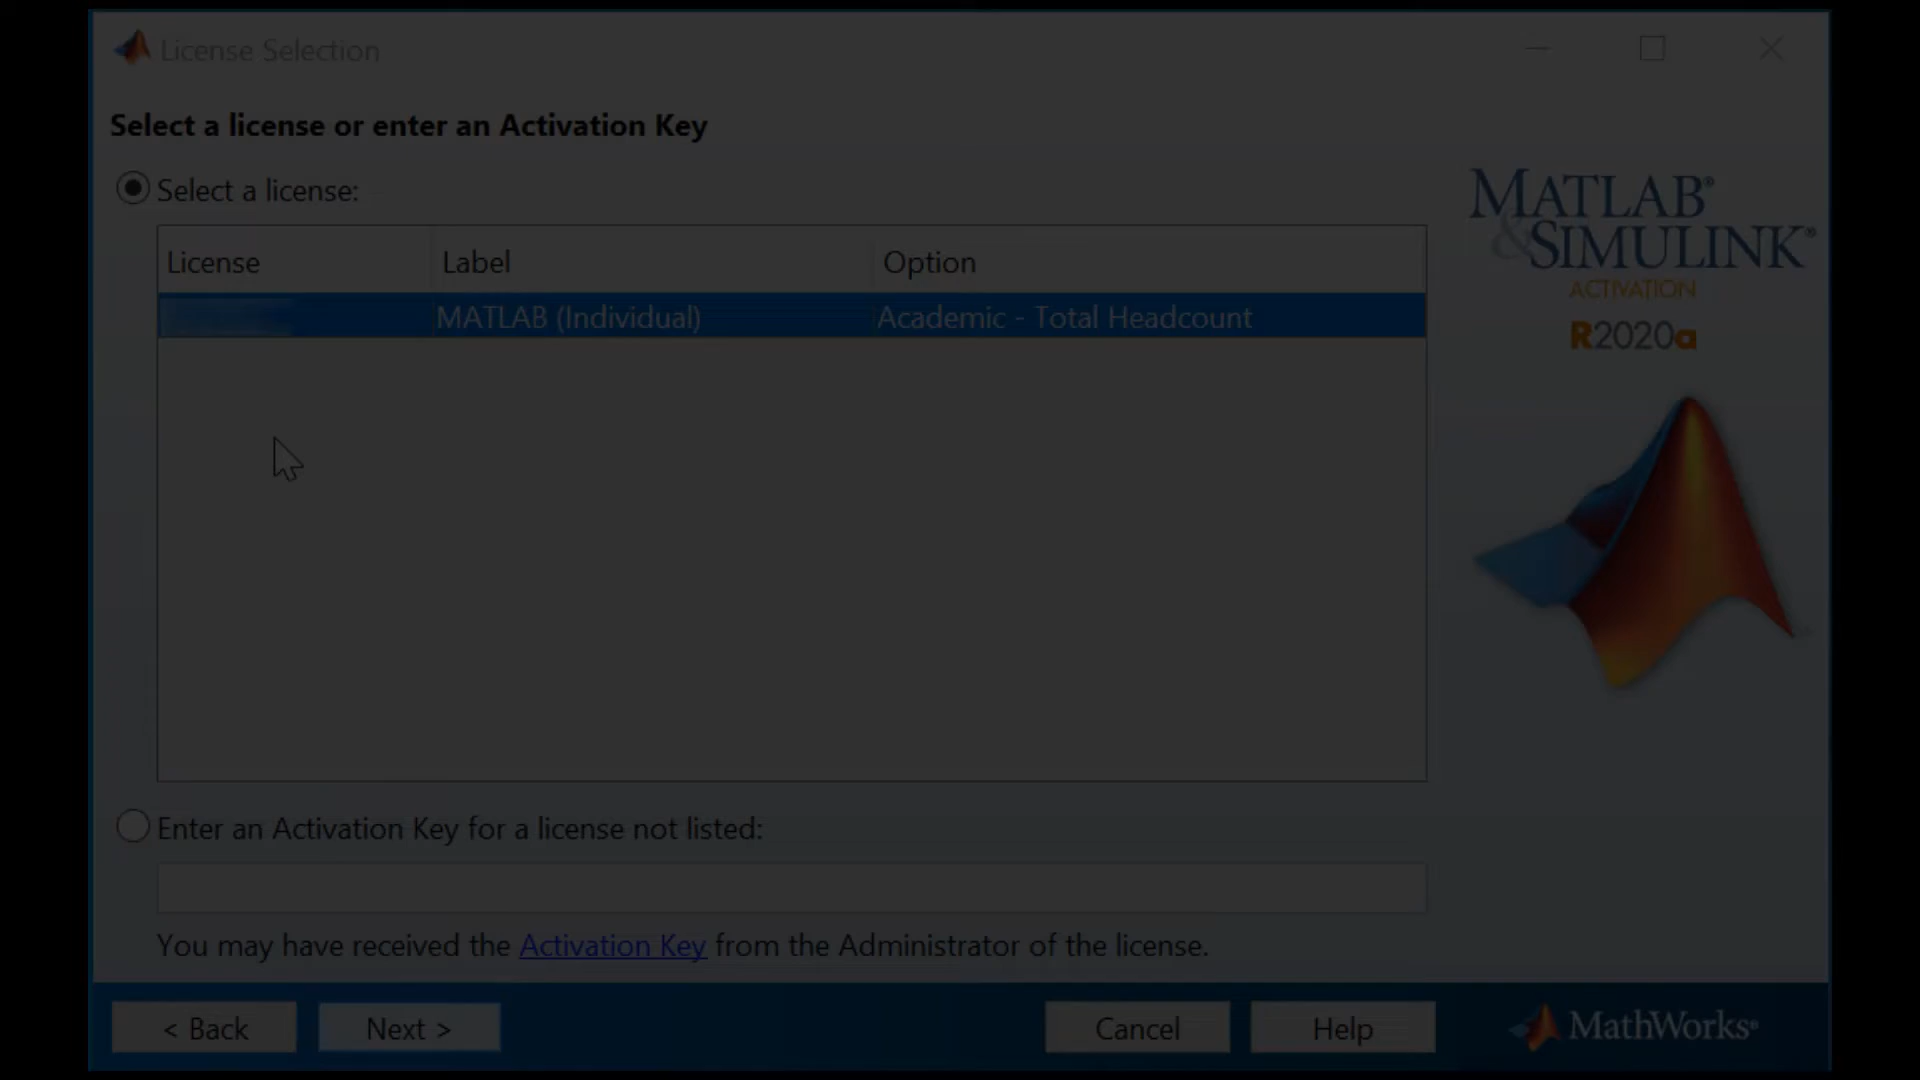 License Selection
Select a license or enter an Activation Key
Select a license:
License Label Option
MATLAB (Individual) Academic - Total Headcount
MATLAB®
&SIMULINK®
ACTIVATION
R2020a
Enter an Activation Key for a license not listed:
You may have received the Activation Key from the Administrator of the license.
< Back Next > Cancel Help MathWorks®